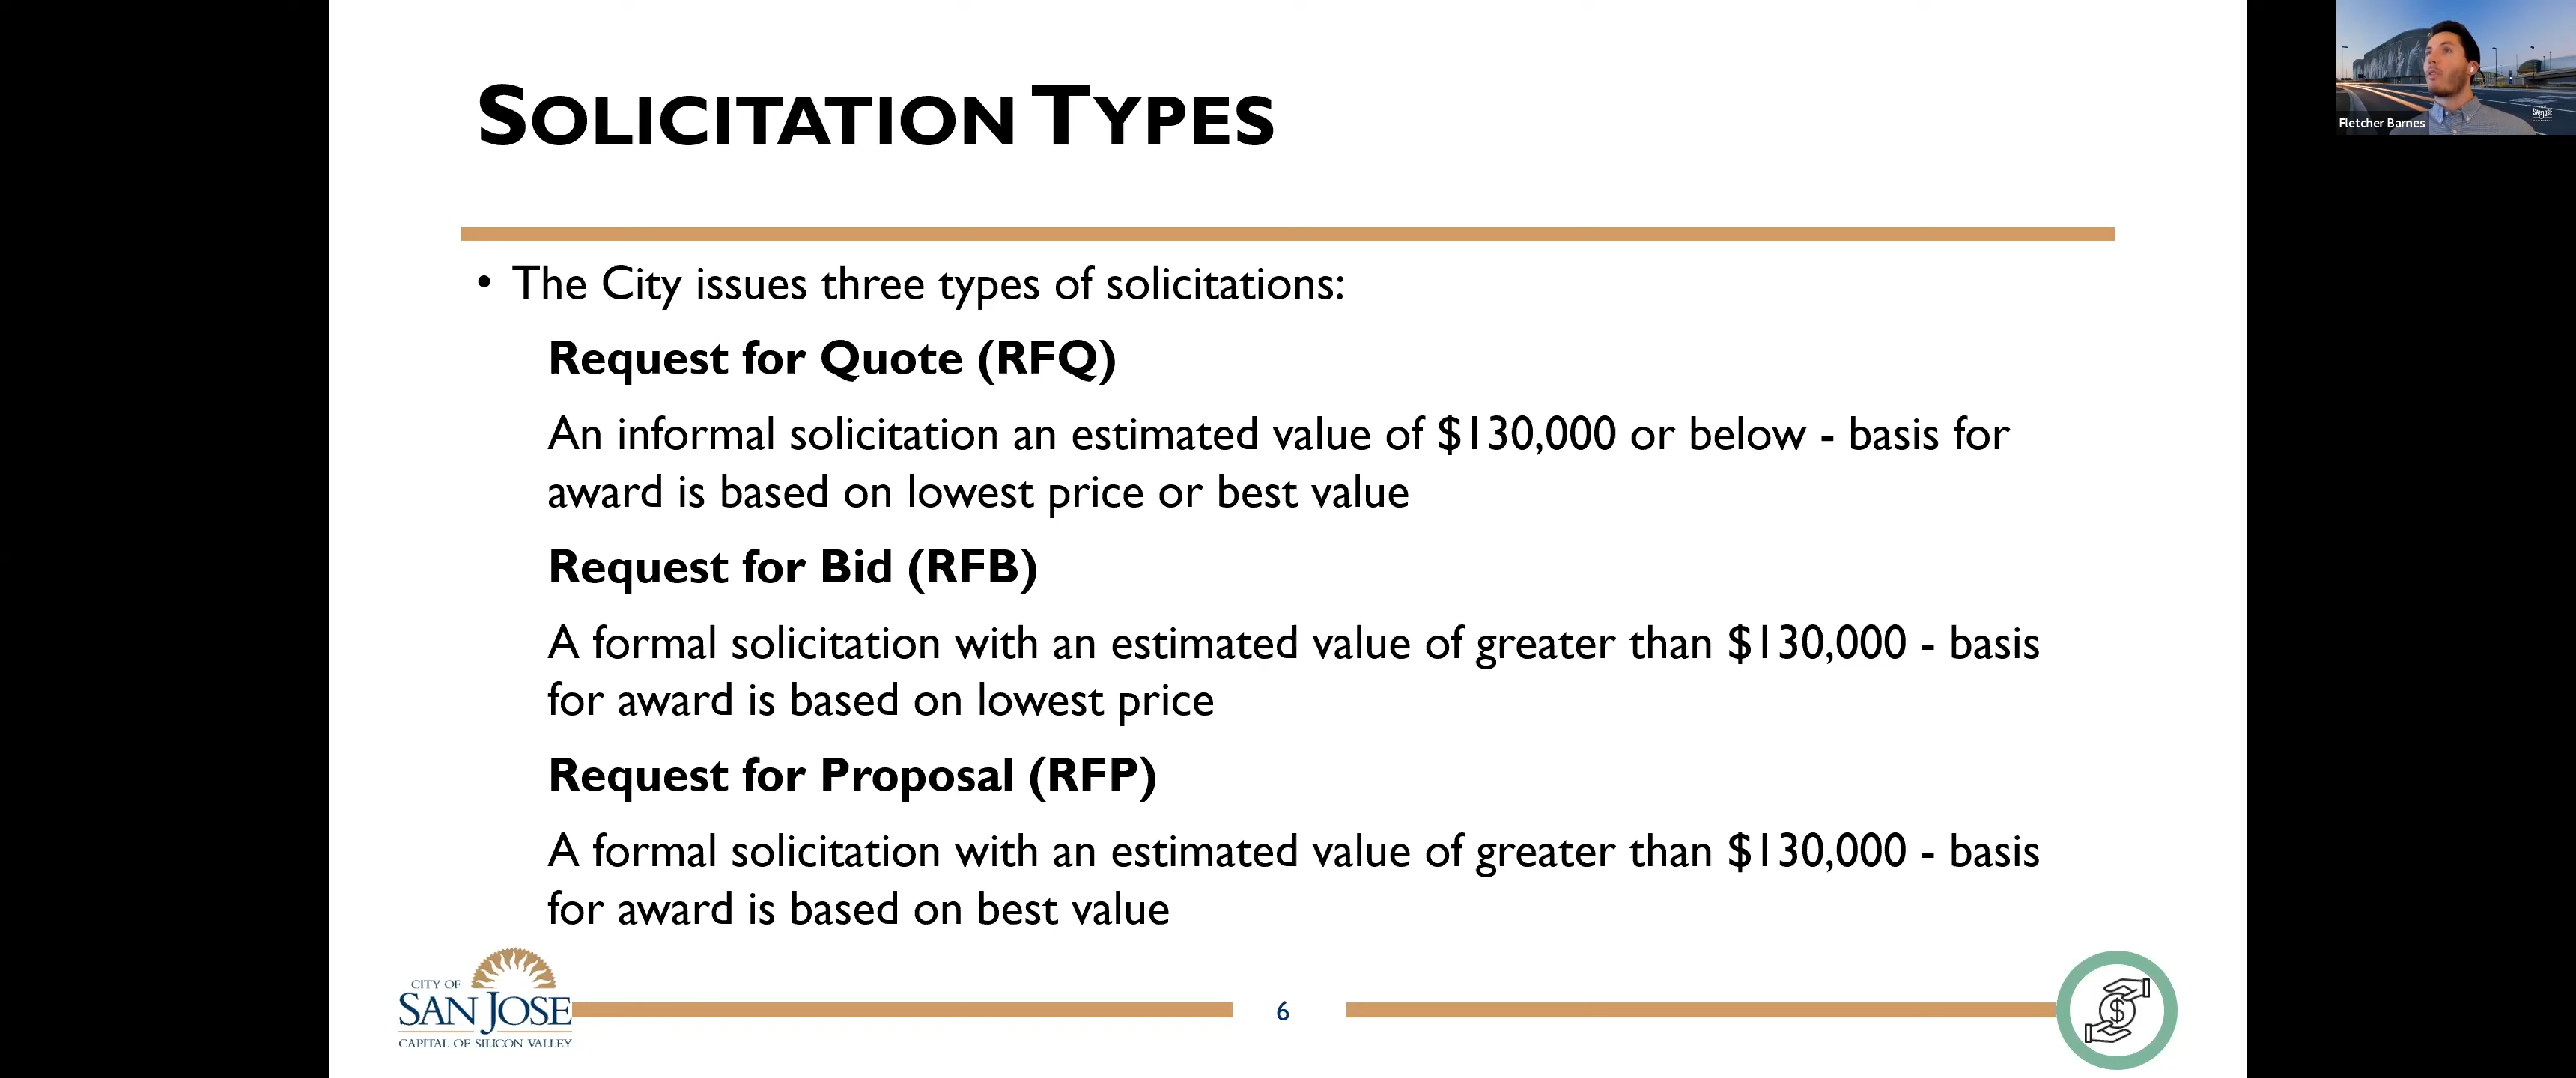 SOLICITATION TYPES
• The City issues three types of solicitations:
Request for Quote (RFQ)
An informal solicitation an estimated value of $130,000 or below - basis for
award is based on lowest price or best value
Request for Bid (RFB)
A formal solicitation with an estimated value of greater than $130,000 - basis
for award is based on lowest price
Request for Proposal (RFP)
A formal solicitation with an estimated value of greater than $130,000 - basis
for award is based on best value
CITY OF
SAN JOSE
CAPITAL OF SILICON VALLEY
6
$
Fletcher Barnes
SAN JOSE